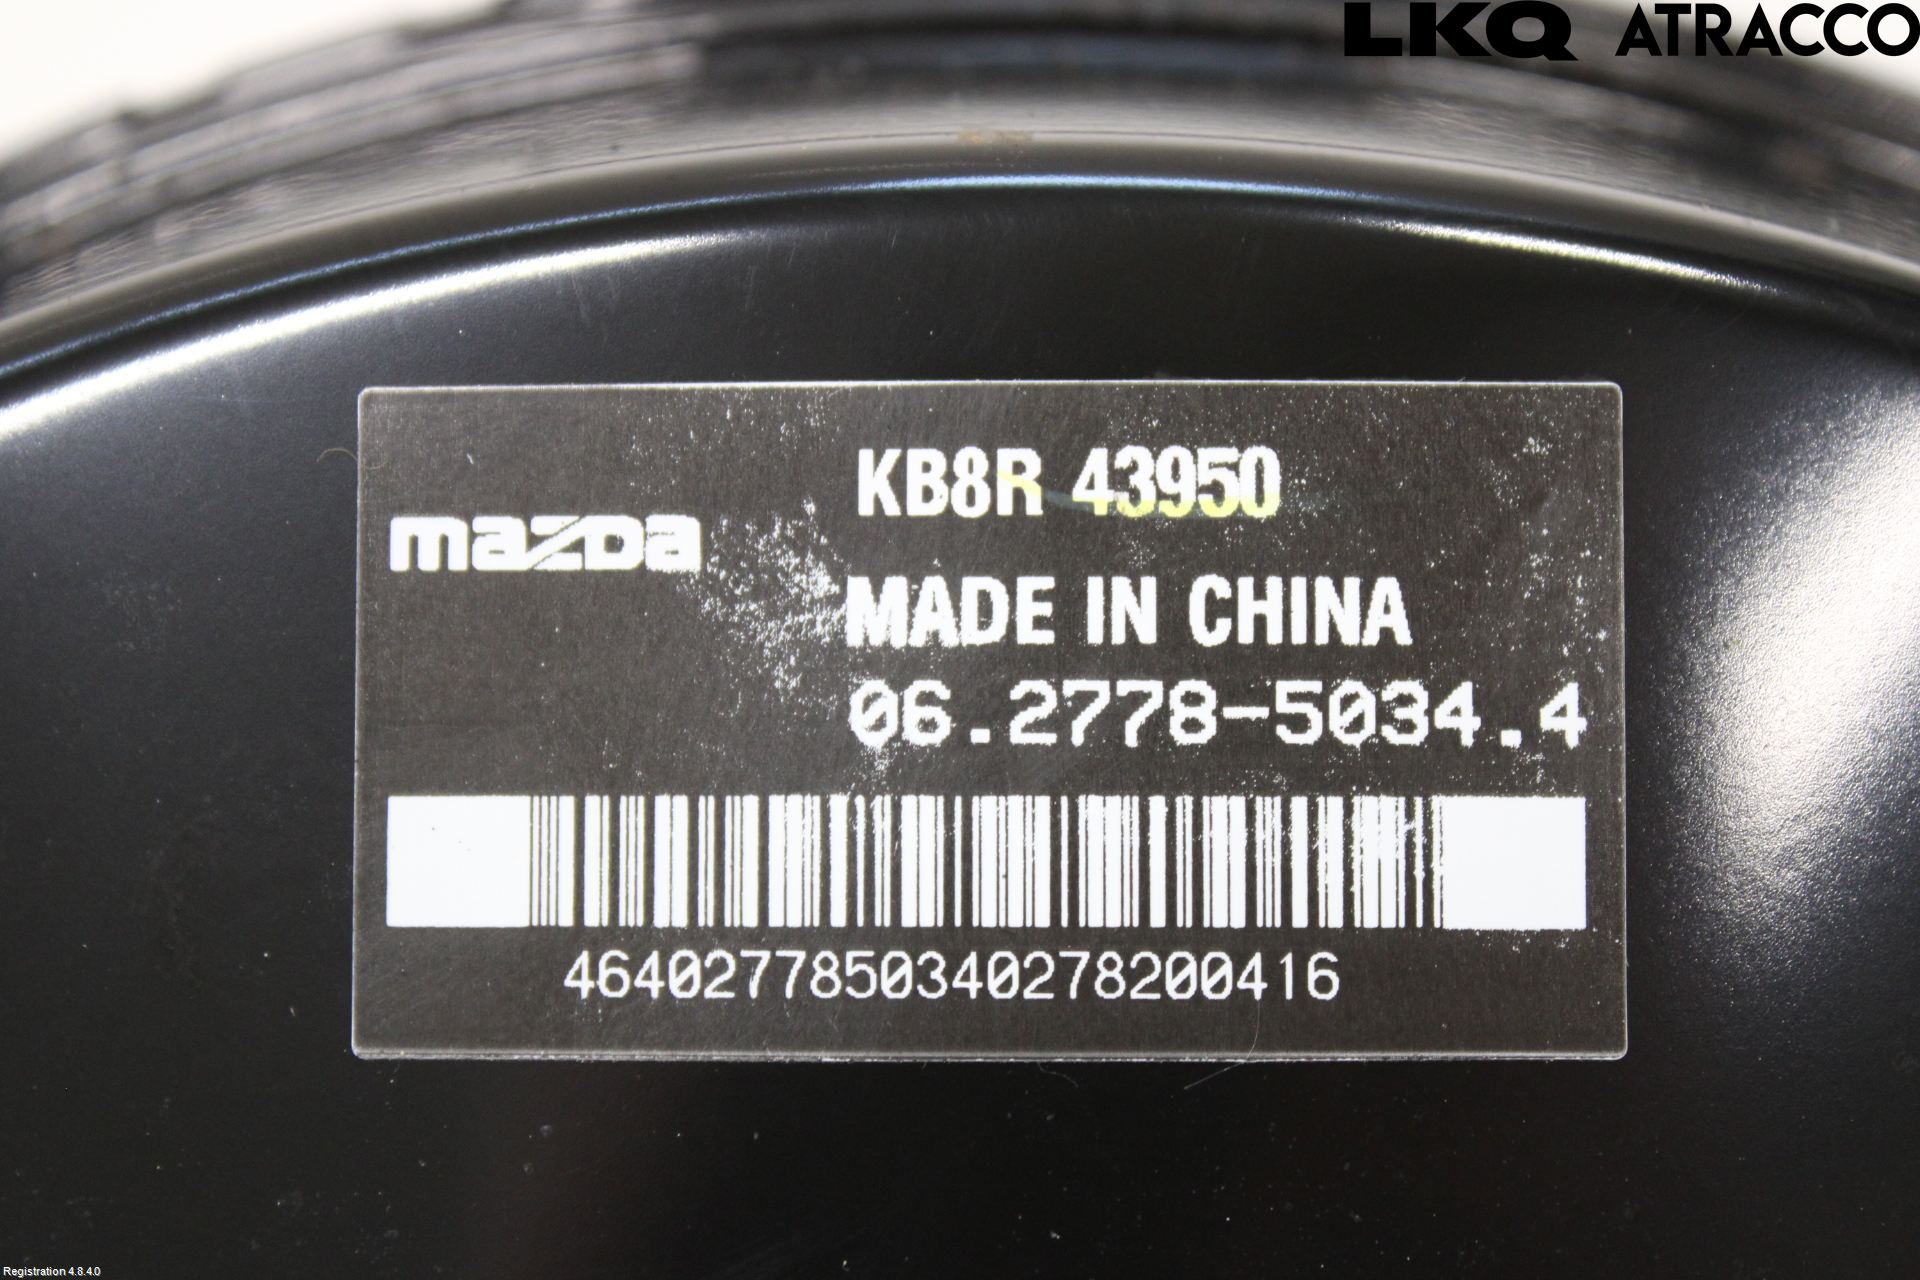 LKQ ATRACCO
KB8R 43950
mazda
MADE IN CHINA
06.2778-5034.4
4640277850340278200416
Registration 4.8.4.0